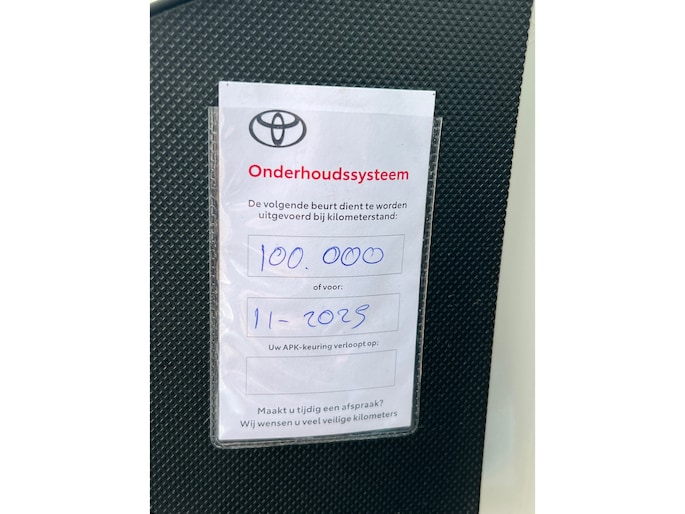 Onderhoudssysteem
De volgende beurt dient te worden
uitgevoerd bij kilometerstand:
100.000
of voor:
11-2025
Uw APK-keuring verloopt op:
Maakt u tijdig een afspraak?
Wij wensen u veel veilige kilometers